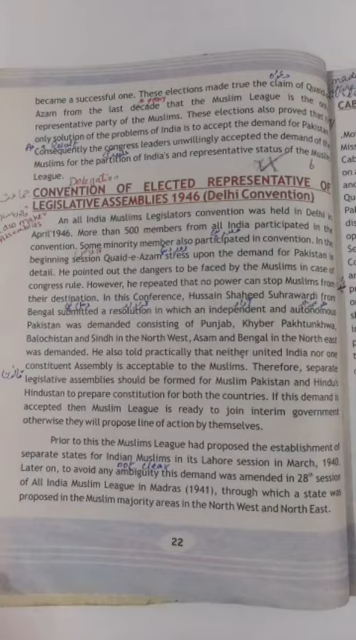 became a successful one. These elections made true the claim of Quaid-
Azam from the last decade that the Muslim League is the only
representative party of the Muslims. These elections also proved that
only solution of the problems of India is to accept the demand for Pakistan
Consequently the congress leaders unwillingly accepted the demand of
Muslims for the partition of India's and representative status of the Muslim
League.
Delegation
CONVENTION OF ELECTED REPRESENTATIVE OF
LEGISLATIVE ASSEMBLIES 1946 (Delhi Convention)
An all India Muslims Legislators convention was held in Delhi
April'1946. More than 500 members from all India participated in the
convention. Some minority member also participated in convention. In the
beginning session Quaid-e-Azam stress upon the demand for Pakistan
detail. He pointed out the dangers to be faced by the Muslims in case of
congress rule. However, he repeated that no power can stop Muslims from
their destination. In this Conference, Hussain Shaheed Suhrawardi from
Bengal submitted a resolution in which an independent and autonomous
Pakistan was demanded consisting of Punjab, Khyber Pakhtunkhwa,
Balochistan and Sindh in the North West, Asam and Bengal in the North east
was demanded. He also told practically that neither united India nor one
constituent Assembly is acceptable to the Muslims. Therefore, separate
legislative assemblies should be formed for Muslim Pakistan and Hindus
Hindustan to prepare constitution for both the countries. If this demand is
accepted then Muslim League is ready to join interim government
otherwise they will propose line of action by themselves.
Prior to this the Muslims League had proposed the establishment of
separate states for Indian Muslims in its Lahore session in March, 1940.
not clear
Later on, to avoid any ambiguity this demand was amended in 28th session
of All India Muslim League in Madras (1941), through which a state was
proposed in the Muslim majority areas in the North West and North East.
22